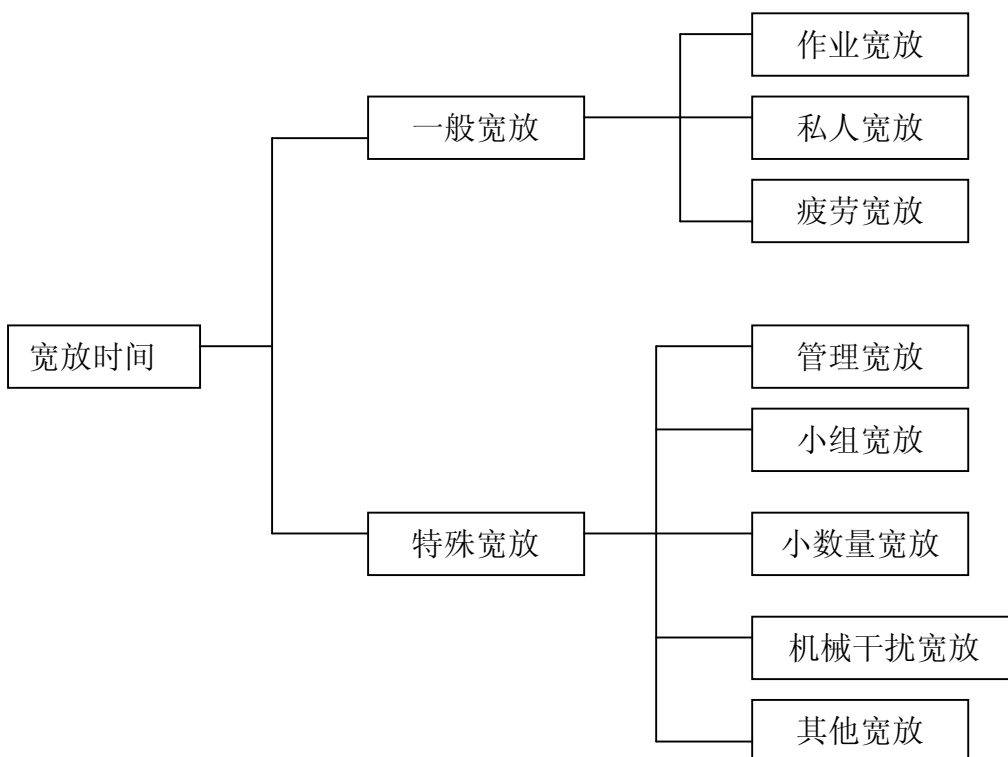 宽放时间
一般宽放
作业宽放
私人宽放
疲劳宽放
特殊宽放
管理宽放
小组宽放
小数量宽放
机械干扰宽放
其他宽放